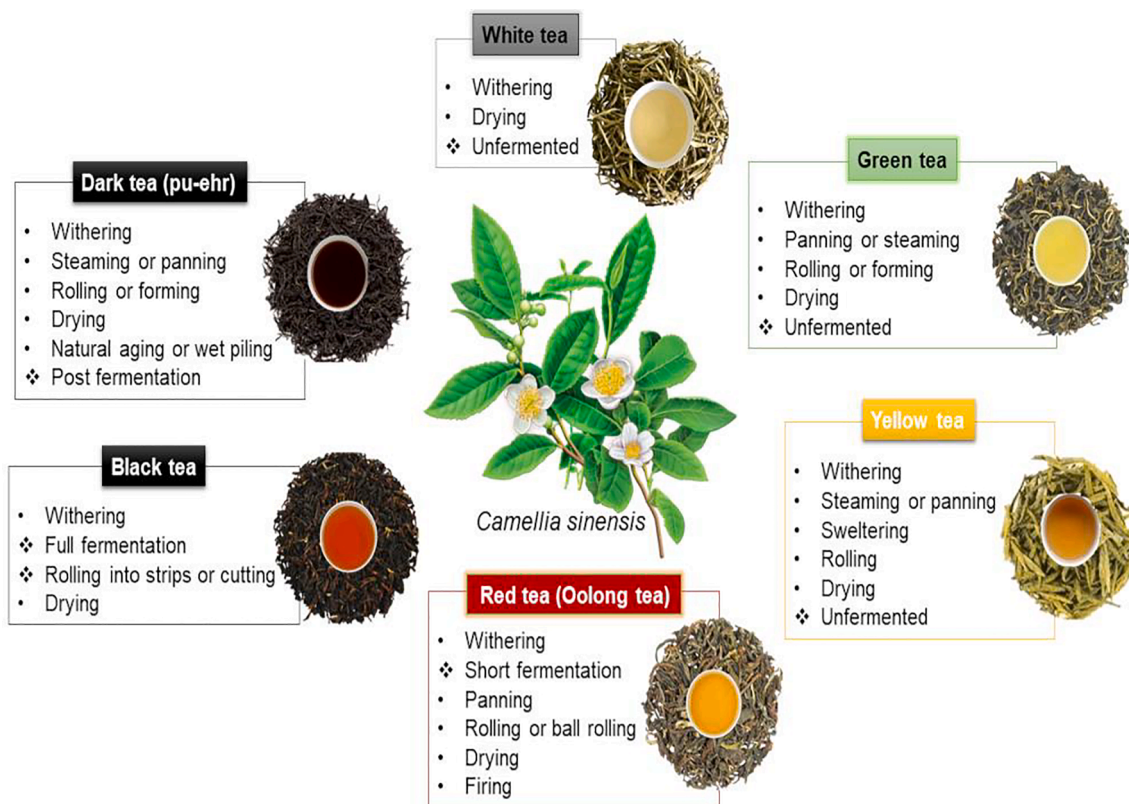 White tea
• Withering
• Drying
❖ Unfermented
Green tea
• Withering
• Panning or steaming
• Rolling or forming
• Drying
❖ Unfermented
Dark tea (pu-ehr)
• Withering
• Steaming or panning
• Rolling or forming
• Drying
• Natural aging or wet piling
❖ Post fermentation
Yellow tea
• Withering
• Steaming or panning
• Sweltering
• Rolling
• Drying
❖ Unfermented
Black tea
• Withering
❖ Full fermentation
❖ Rolling into strips or cutting
• Drying
Camellia sinensis
Red tea (Oolong tea)
• Withering
❖ Short fermentation
• Panning
• Rolling or ball rolling
• Drying
• Firing